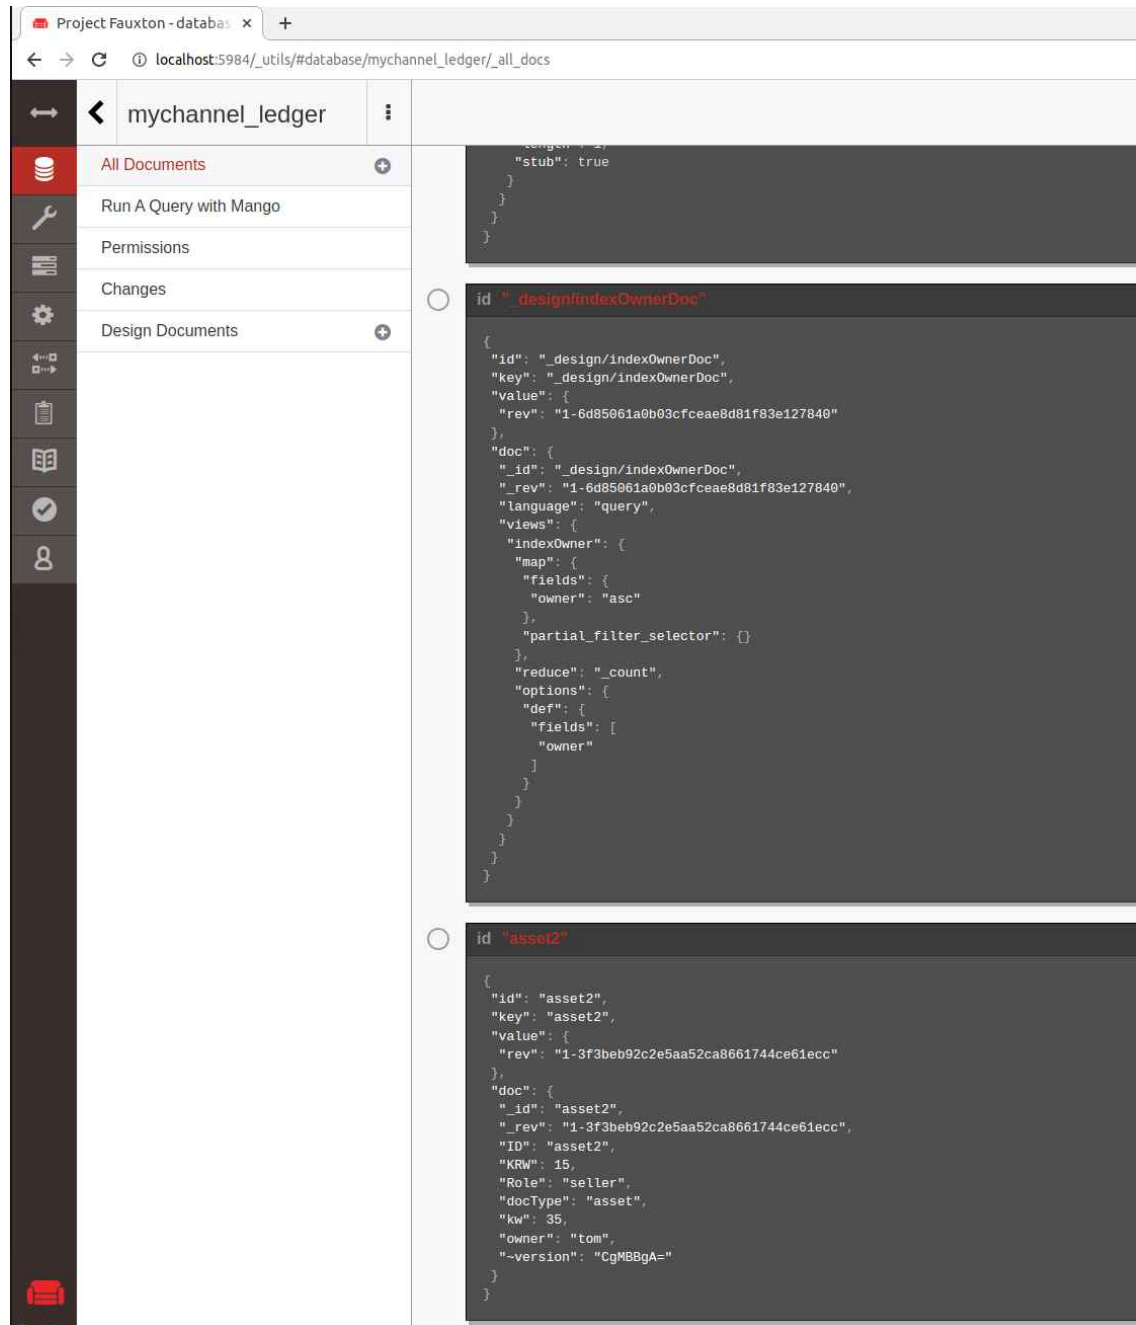 Project Fauxton - databas × +
localhost:5984/_utils/#database/mychannel_ledger/_all_docs
mychannel_ledger
All Documents
Run A Query with Mango
Permissions
Changes
Design Documents
"length": 1,
"stub": true
}
}
}
}
id "_design/indexOwnerDoc"
{
"id": "_design/indexOwnerDoc",
"key": "_design/indexOwnerDoc",
"value": {
"rev": "1-6d85061a0b03cfceae8d81f83e127840"
},
"doc": {
"_id": "_design/indexOwnerDoc",
"_rev": "1-6d85061a0b03cfceae8d81f83e127840",
"language": "query",
"views": {
"indexOwner": {
"map": {
"fields": {
"owner": "asc"
},
"partial_filter_selector": {}
},
"reduce": "_count",
"options": {
"def": {
"fields": [
"owner"
]
}
}
}
}
}
}
id "asset2"
{
"id": "asset2",
"key": "asset2",
"value": {
"rev": "1-3f3beb92c2e5aa52ca8661744ce61ecc"
},
"doc": {
"_id": "asset2",
"_rev": "1-3f3beb92c2e5aa52ca8661744ce61ecc",
"ID": "asset2",
"KRW": 15,
"Role": "seller",
"docType": "asset",
"kw": 35,
"owner": "tom",
"~version": "CgMBBgA="
}
}